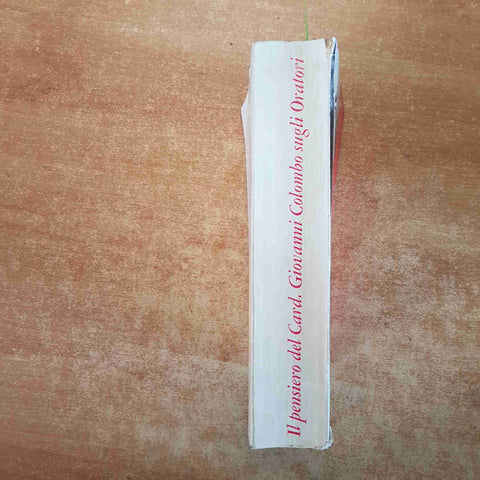 Il pensiero del Card. Giovanni Colombo sugli Oratori